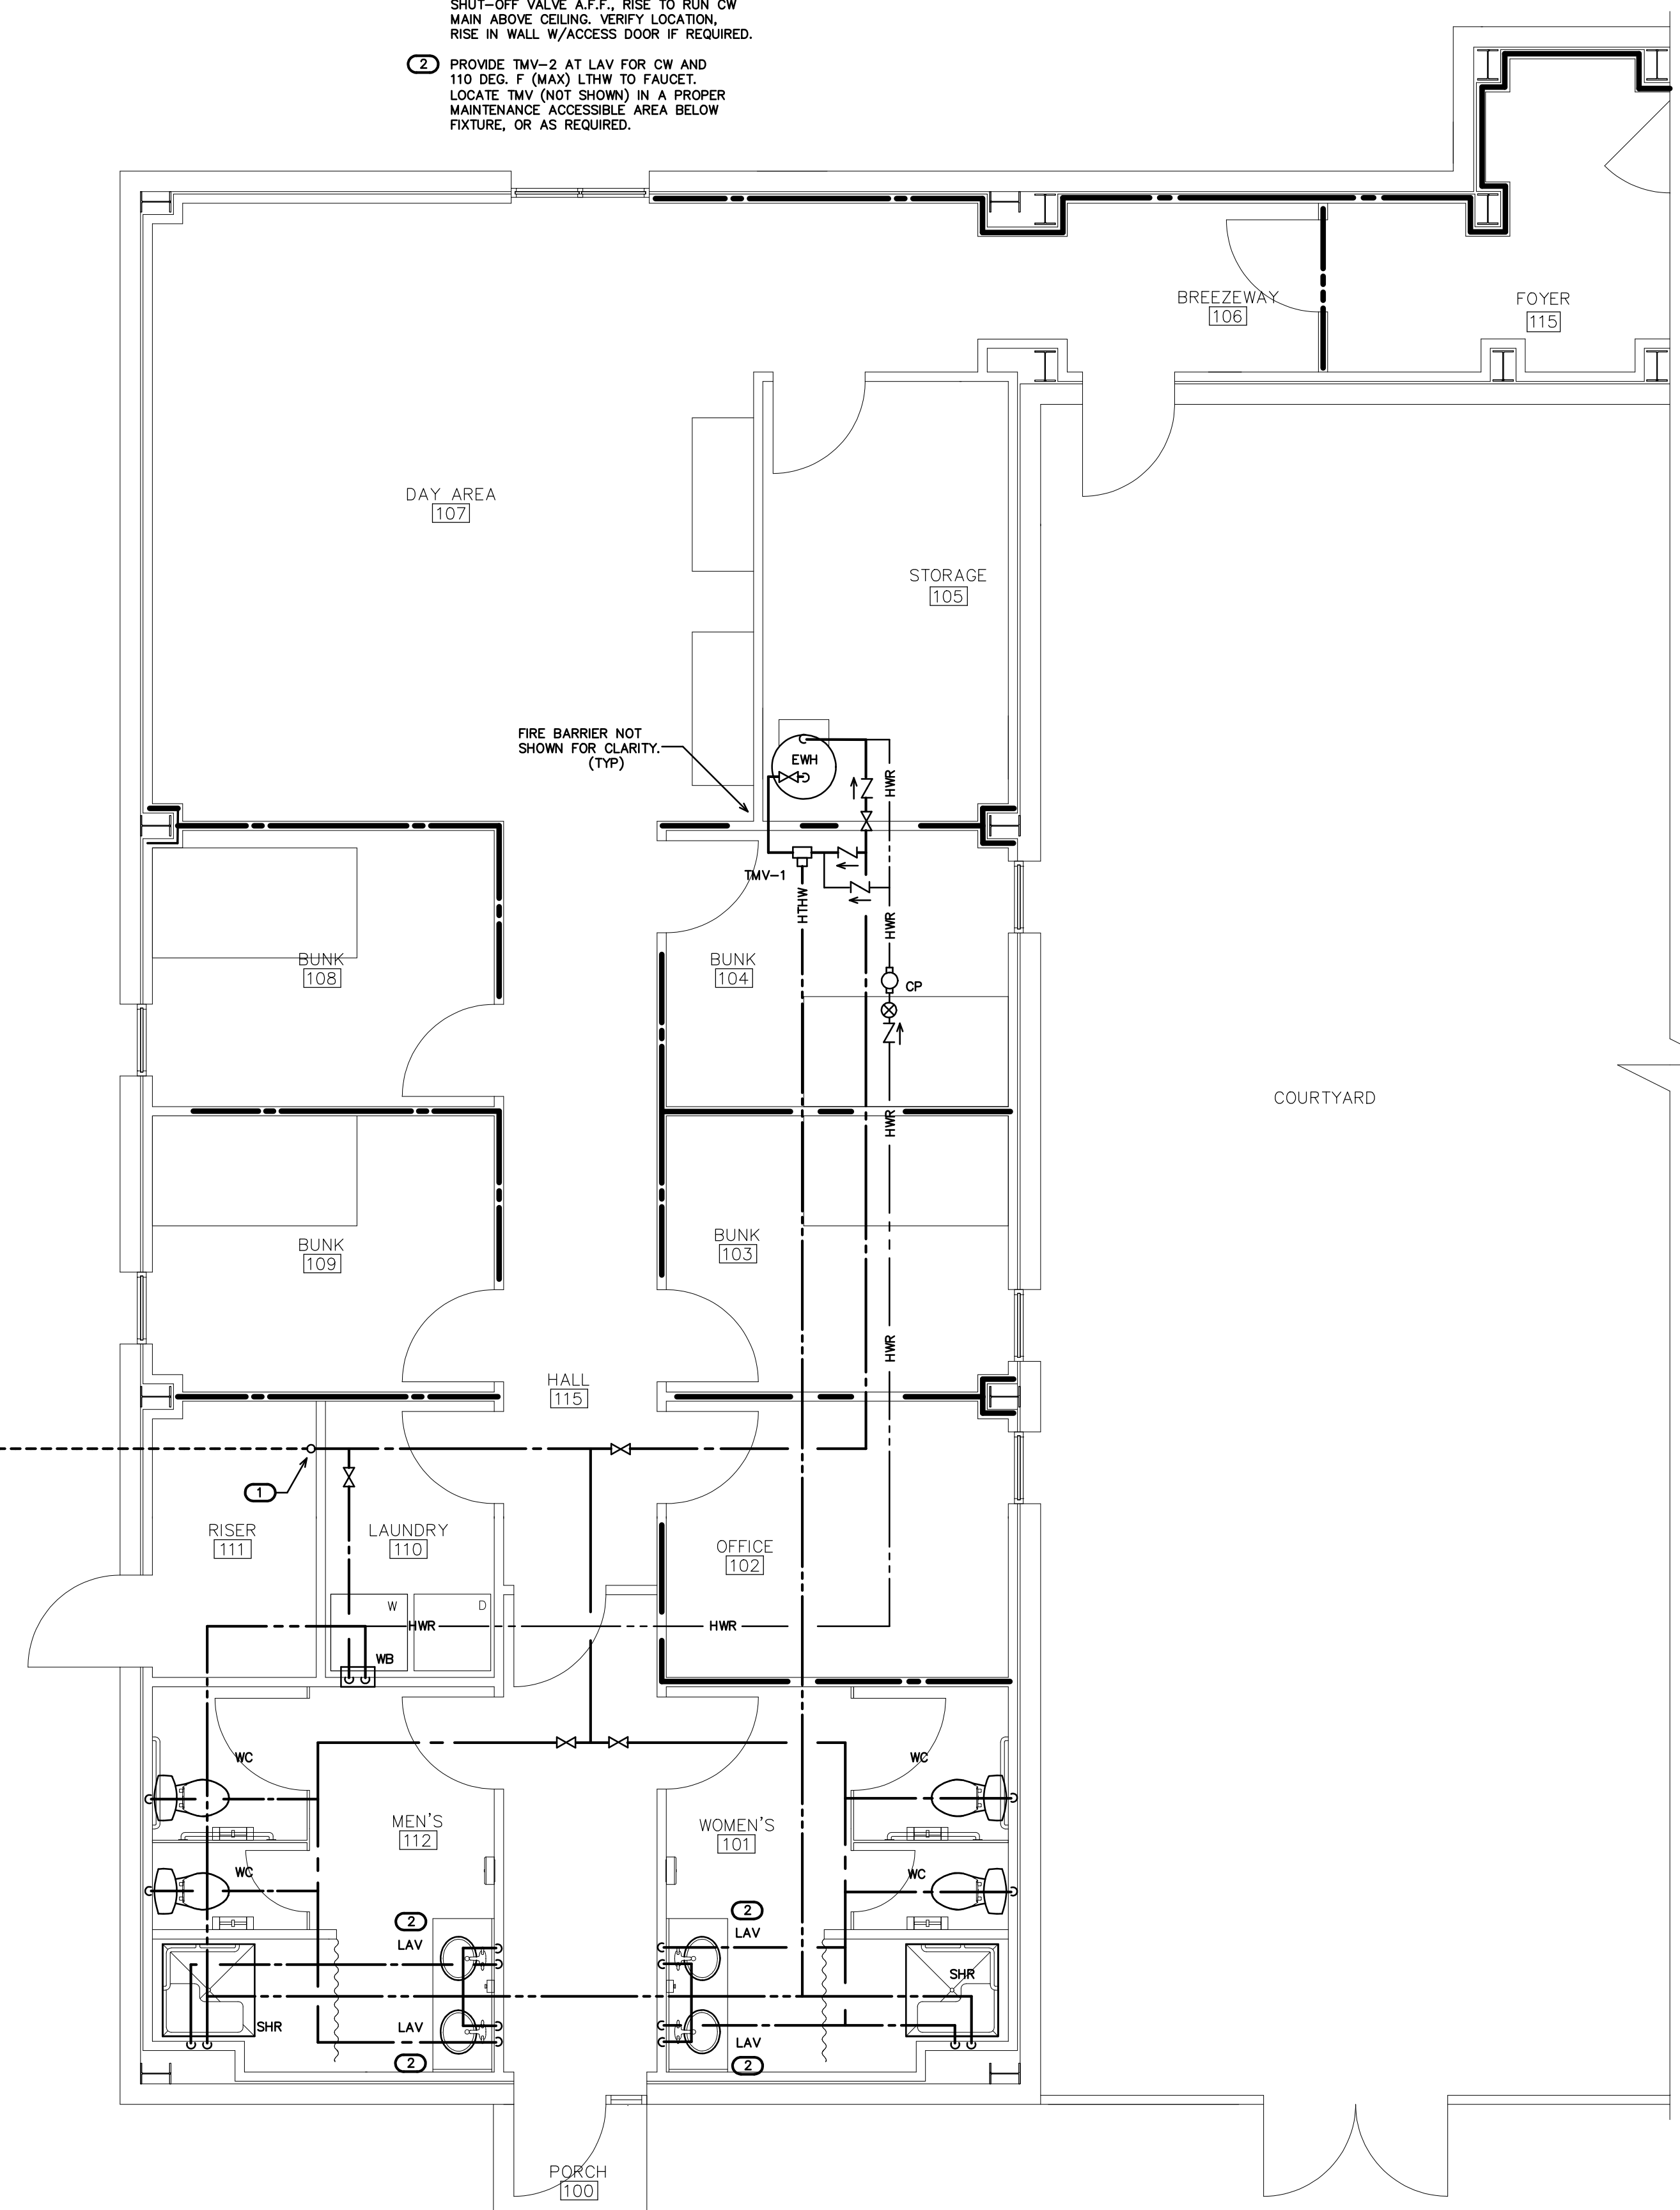 SHUT-OFF VALVE A.F.F., RISE TO RUN CW
MAIN ABOVE CEILING. VERIFY LOCATION,
RISE IN WALL W/ACCESS DOOR IF REQUIRED.
2 PROVIDE TMV-2 AT LAV FOR CW AND
110 DEG. F (MAX) LTHW TO FAUCET.
LOCATE TMV (NOT SHOWN) IN A PROPER
MAINTENANCE ACCESSIBLE AREA BELOW
FIXTURE, OR AS REQUIRED.
BREEZEWAY
106
FOYER
115
DAY AREA
107
STORAGE
105
FIRE BARRIER NOT
SHOWN FOR CLARITY.
(TYP)
EWH
HWR
TMV-1
HTHW
HWR
BUNK
108
BUNK
104
CP
COURTYARD
HWR
BUNK
109
BUNK
103
HWR
HALL
115
1
RISER
111
LAUNDRY
110
OFFICE
102
W
D
HWR
HWR
WB
WC
WC
MEN'S
112
WOMEN'S
101
WC
WC
2
LAV
2
LAV
SHR
SHR
LAV
2
LAV
2
PORCH
100